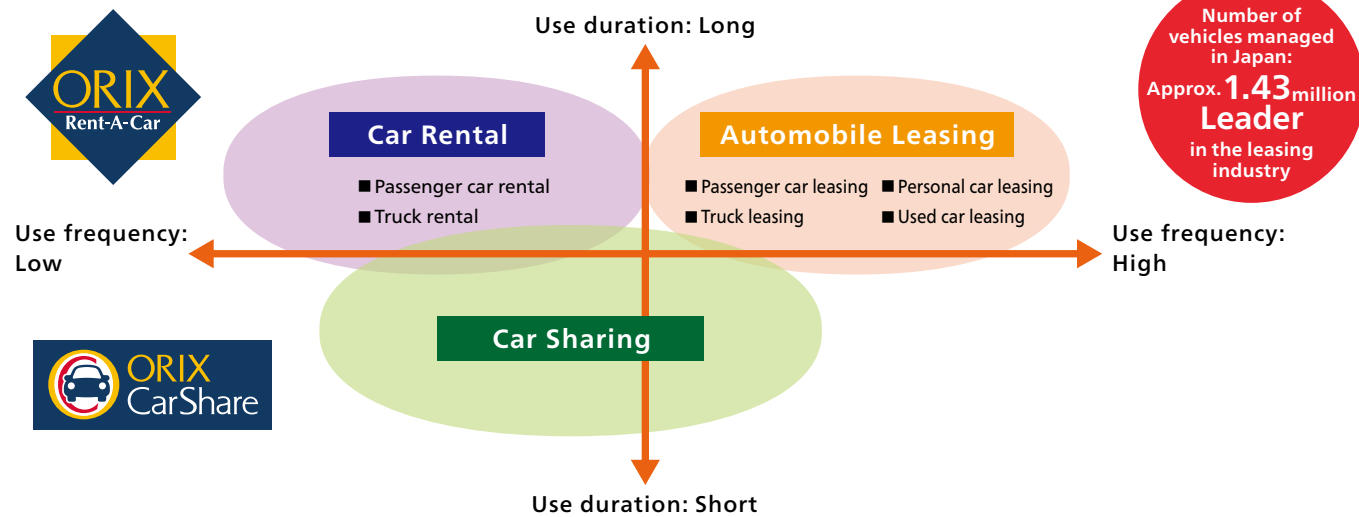 ORIX
Rent-A-Car
Use duration: Long
Number of
vehicles managed
in Japan:
Approx. 1.43 million
Leader
in the leasing
industry
Car Rental
■ Passenger car rental
■ Truck rental
Automobile Leasing
■ Passenger car leasing ■ Personal car leasing
■ Truck leasing ■ Used car leasing
Use frequency:
Low
Use frequency:
High
Car Sharing
ORIX
CarShare
Use duration: Short